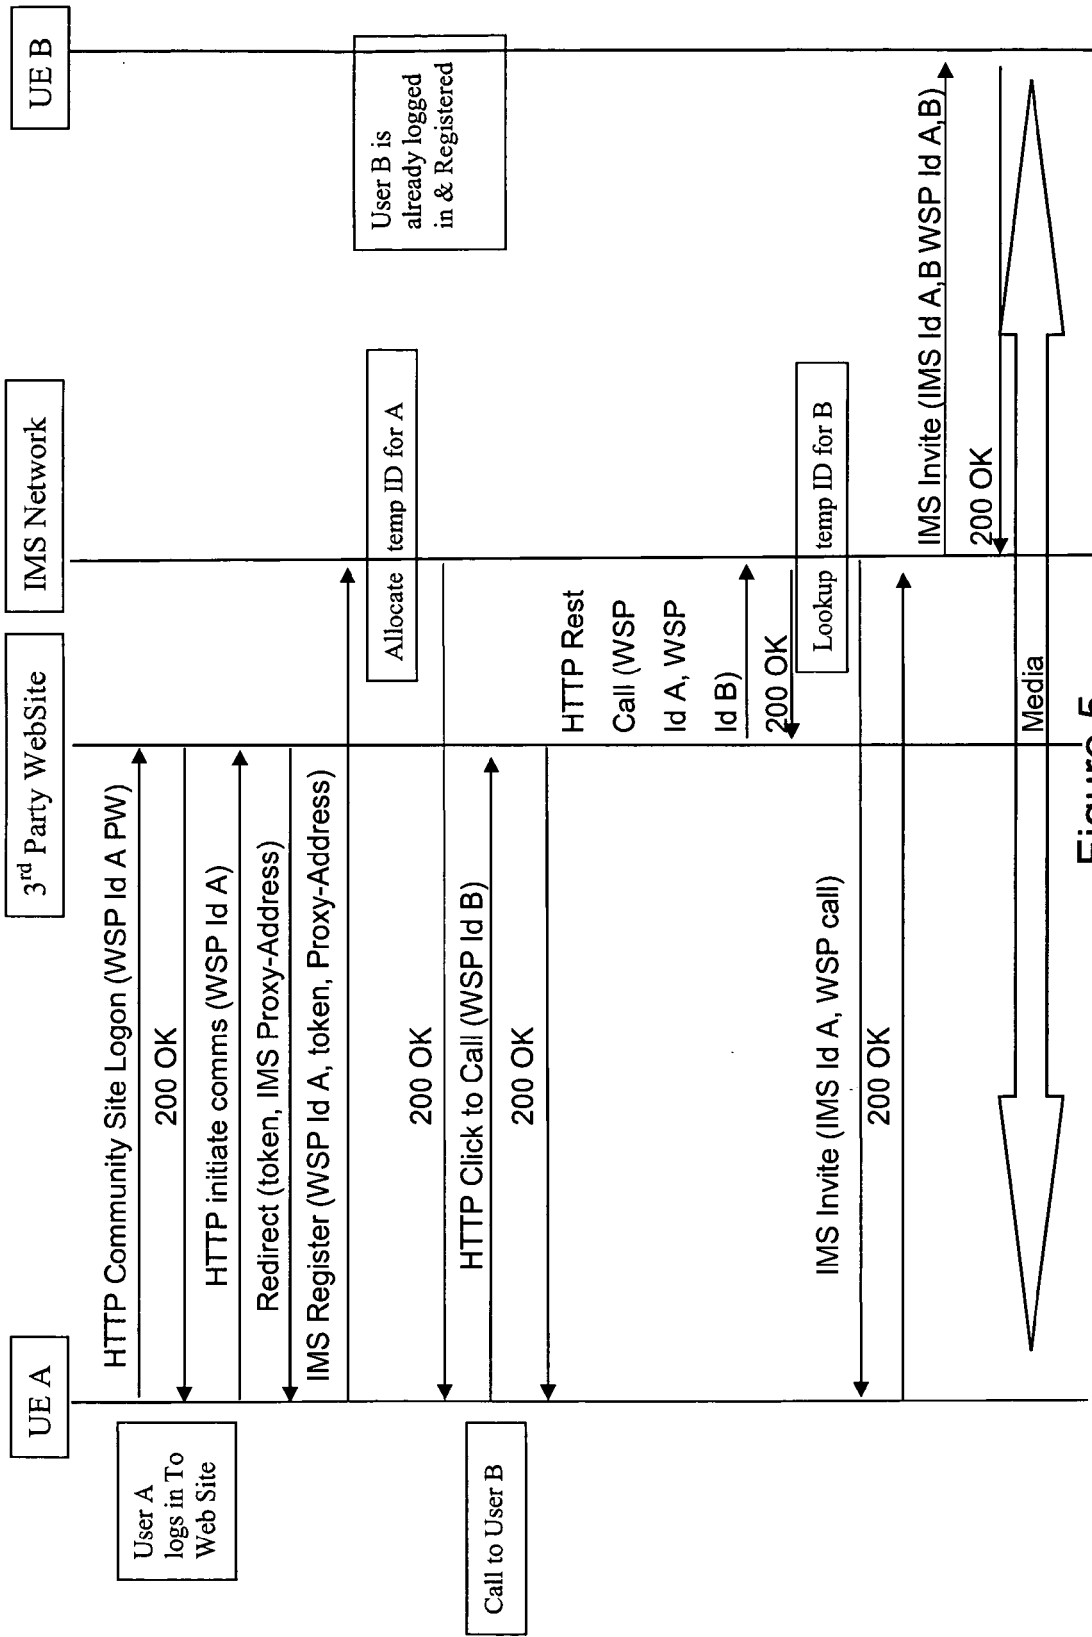 UE A
3rd Party WebSite
IMS Network
UE B
User A
logs in To
Web Site
HTTP Community Site Logon (WSP Id A PW)
200 OK
HTTP initiate comms (WSP Id A)
Redirect (token, IMS Proxy-Address)
IMS Register (WSP Id A, token, Proxy-Address)
Allocate temp ID for A
User B is
already logged
in & Registered
200 OK
Call to User B
HTTP Click to Call (WSP Id B)
200 OK
HTTP Rest
Call (WSP
Id A, WSP
Id B)
200 OK
Lookup temp ID for B
IMS Invite (IMS Id A, WSP call)
200 OK
IMS Invite (IMS Id A,B WSP Id A,B)
200 OK
Media
Figure 5